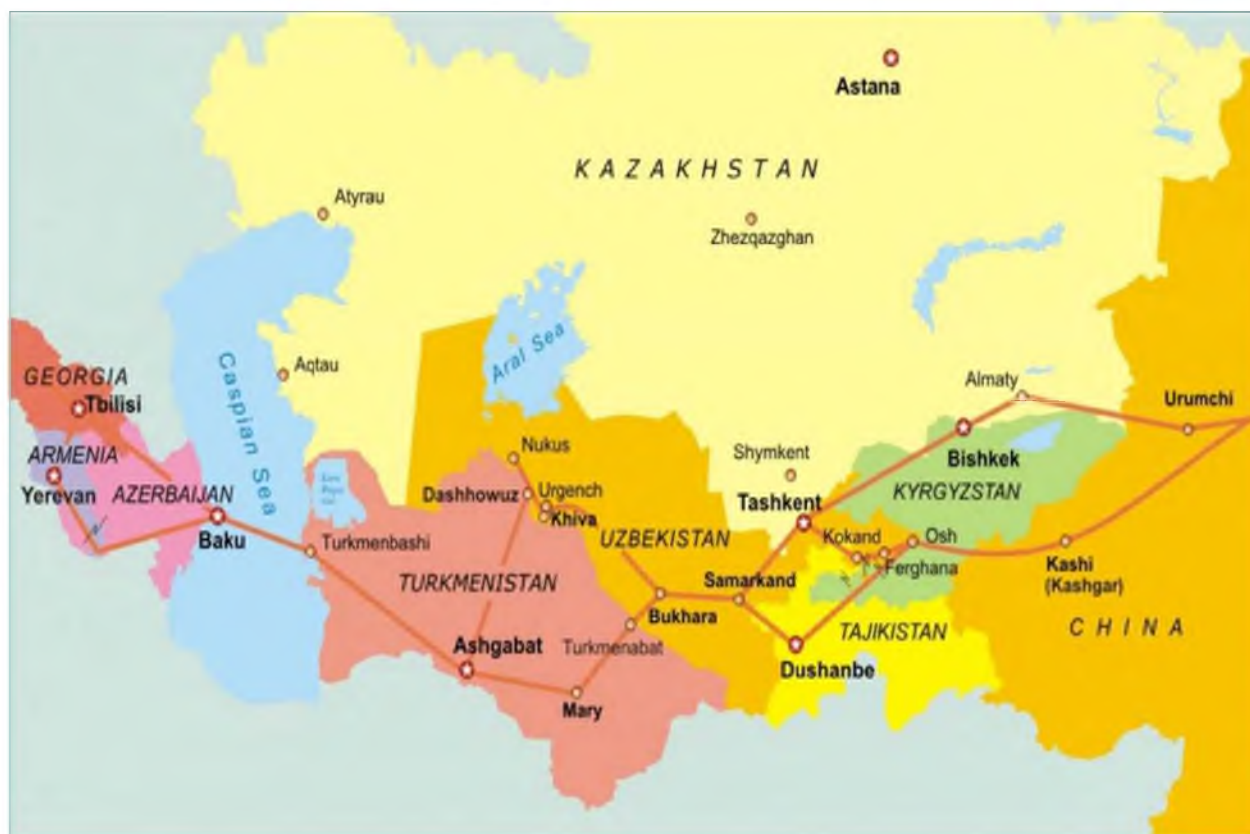 Astana
KAZAKHSTAN
Atyrau
Zhezqazghan
Aral Sea
Caspian Sea
Aqtau
GEORGIA
Tbilisi
Almaty
Urumchi
Nukus
Shymkent
Bishkek
ARMENIA
Yerevan
AZERBAIJAN
Dashhowuz
Urgench
Khiva
Tashkent
KYRGYZSTAN
Baku
Turkmenbashi
UZBEKISTAN
Kokand
Osh
Ferghana
Kashi
(Kashgar)
TURKMENISTAN
Samarkand
Bukhara
CHINA
TAJIKISTAN
Ashgabat
Turkmenabat
Dushanbe
Mary